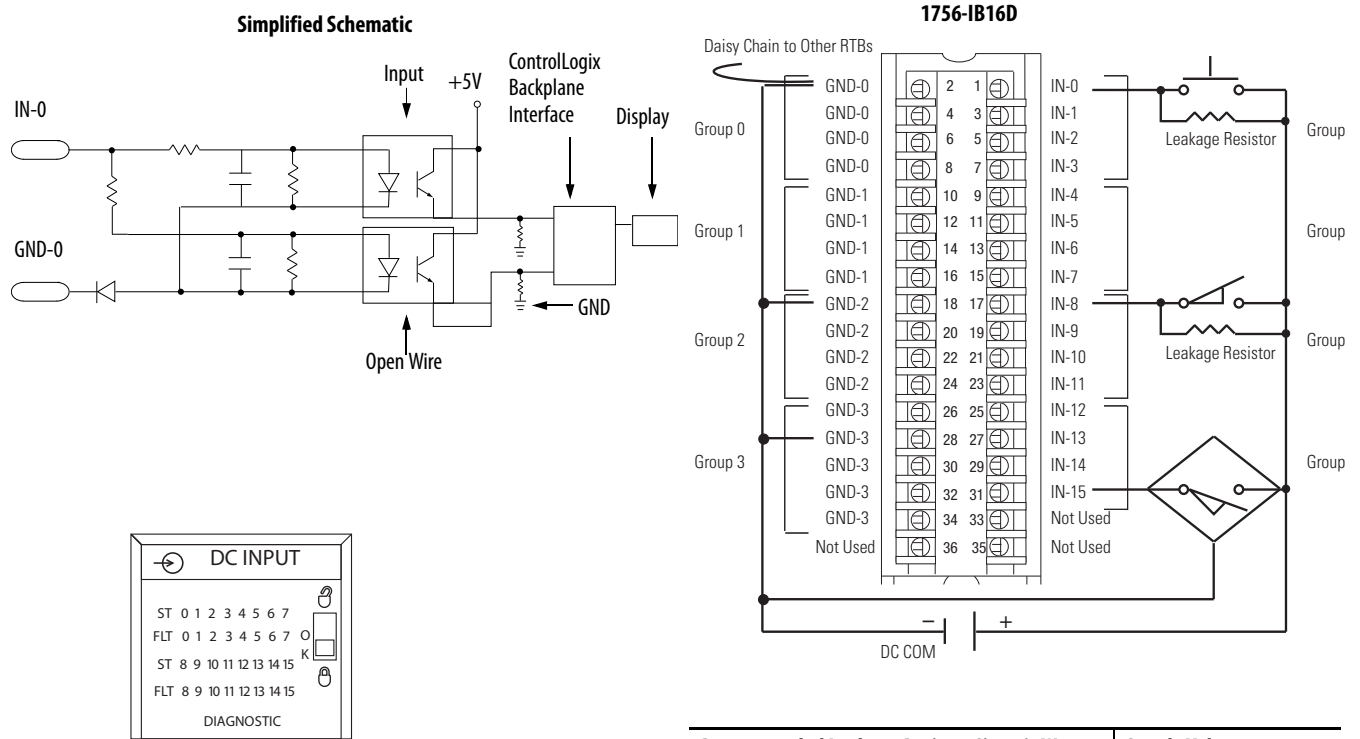 Simplified Schematic
IN-0
GND-0
Input
+5V
ControlLogix
Backplane
Interface
Display
GND
Open Wire
DC INPUT
ST 0 1 2 3 4 5 6 7
FLT 0 1 2 3 4 5 6 7
ST 8 9 10 11 12 13 14 15
FLT 8 9 10 11 12 13 14 15
O
K
DIAGNOSTIC
1756-IB16D
Daisy Chain to Other RTBs
Group 0
Group 1
Group 2
Group 3
GND-0 2 1 IN-0
GND-0 4 3 IN-1
GND-0 6 5 IN-2
GND-0 8 7 IN-3
GND-1 10 9 IN-4
GND-1 12 11 IN-5
GND-1 14 13 IN-6
GND-1 16 15 IN-7
GND-2 18 17 IN-8
GND-2 20 19 IN-9
GND-2 22 21 IN-10
GND-2 24 23 IN-11
GND-3 26 25 IN-12
GND-3 28 27 IN-13
GND-3 30 29 IN-14
GND-3 32 31 IN-15
GND-3 34 33 Not Used
Not Used 36 35 Not Used
Leakage Resistor
Leakage Resistor
Group
Group
Group
Group
– +
DC COM